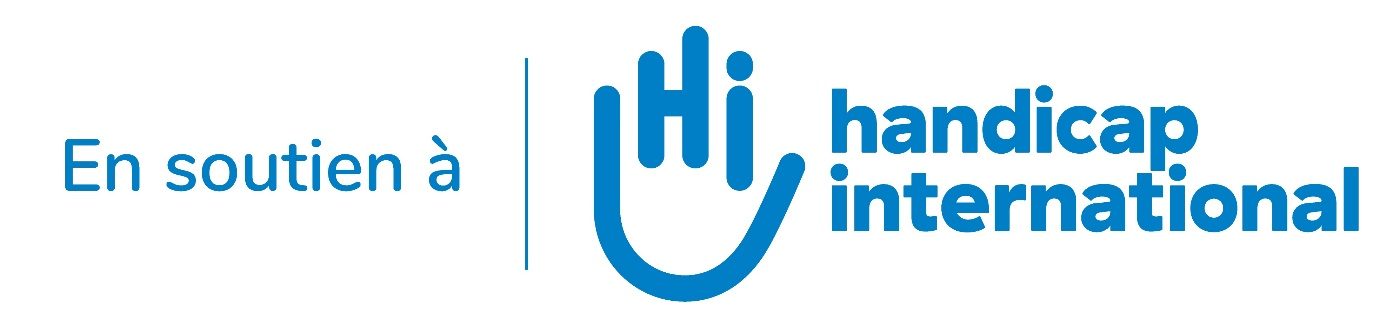 En soutien à
Hi
handicap
international